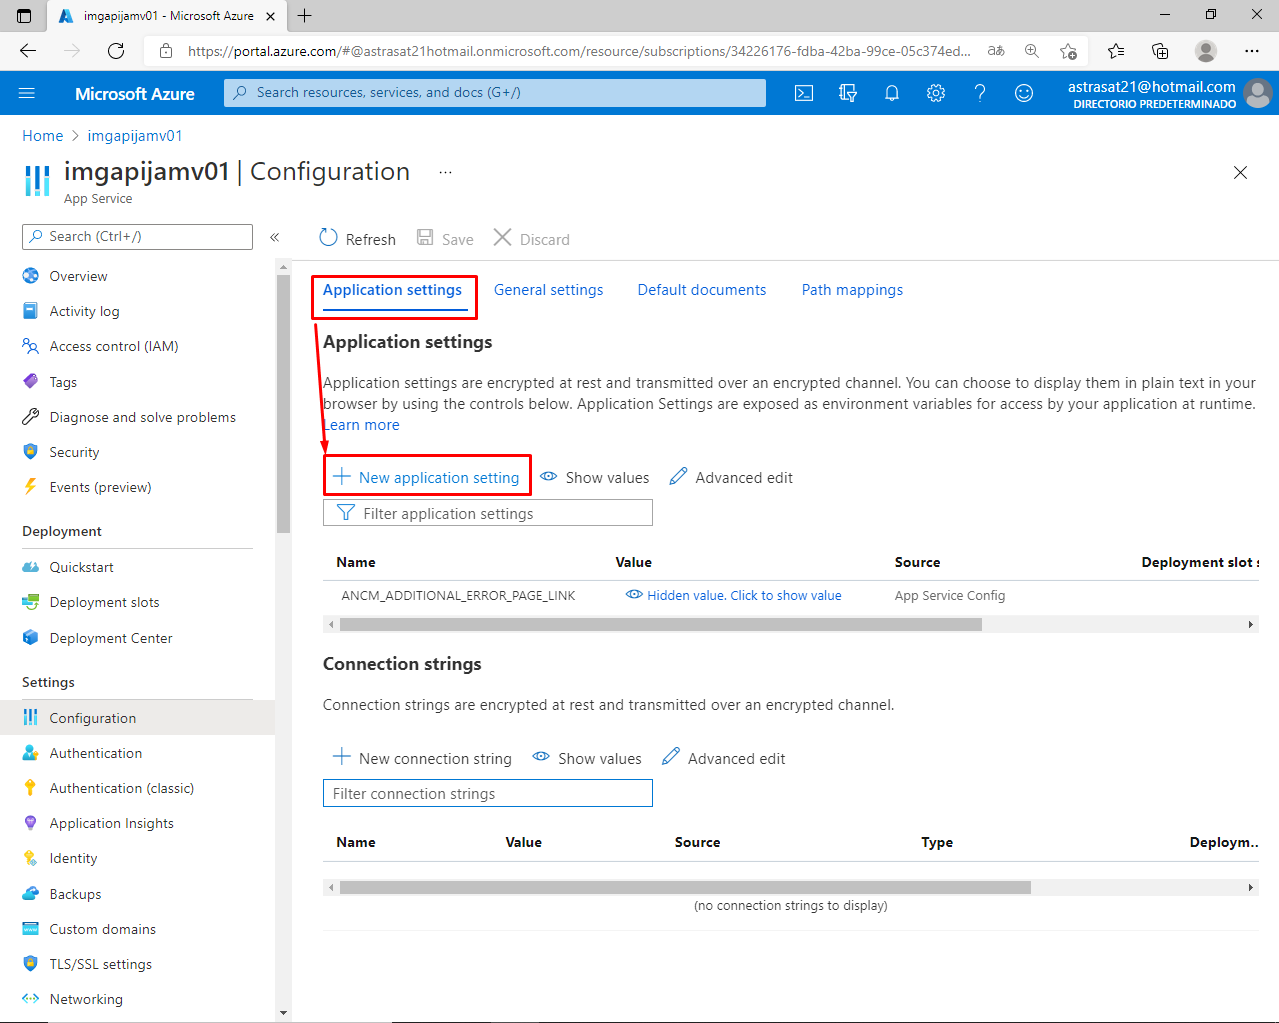 imgapijamv01 - Microsoft Azure
https://portal.azure.com/#@astrasat21hotmail.onmicrosoft.com/resource/subscriptions/34226176-fdba-42ba-99ce-05c374ed...
Microsoft Azure
Search resources, services, and docs (G+/)
astrasat21@hotmail.com
DIRECTORIO PREDETERMINADO
Home > imgapijamv01
imgapijamv01 | Configuration ...
App Service
Search (Ctrl+/)
Overview
Activity log
Access control (IAM)
Tags
Diagnose and solve problems
Security
Events (preview)
Deployment
Quickstart
Deployment slots
Deployment Center
Settings
Configuration
Authentication
Authentication (classic)
Application Insights
Identity
Backups
Custom domains
TLS/SSL settings
Networking
Refresh Save Discard
Application settings General settings Default documents Path mappings
Application settings
Application settings are encrypted at rest and transmitted over an encrypted channel. You can choose to display them in plain text in your
browser by using the controls below. Application Settings are exposed as environment variables for access by your application at runtime.
Learn more
New application setting Show values Advanced edit
Filter application settings
Name Value Source Deployment slot s
ANCM_ADDITIONAL_ERROR_PAGE_LINK Hidden value. Click to show value App Service Config
Connection strings
Connection strings are encrypted at rest and transmitted over an encrypted channel.
New connection string Show values Advanced edit
Filter connection strings
Name Value Source Type Deploym..
(no connection strings to display)